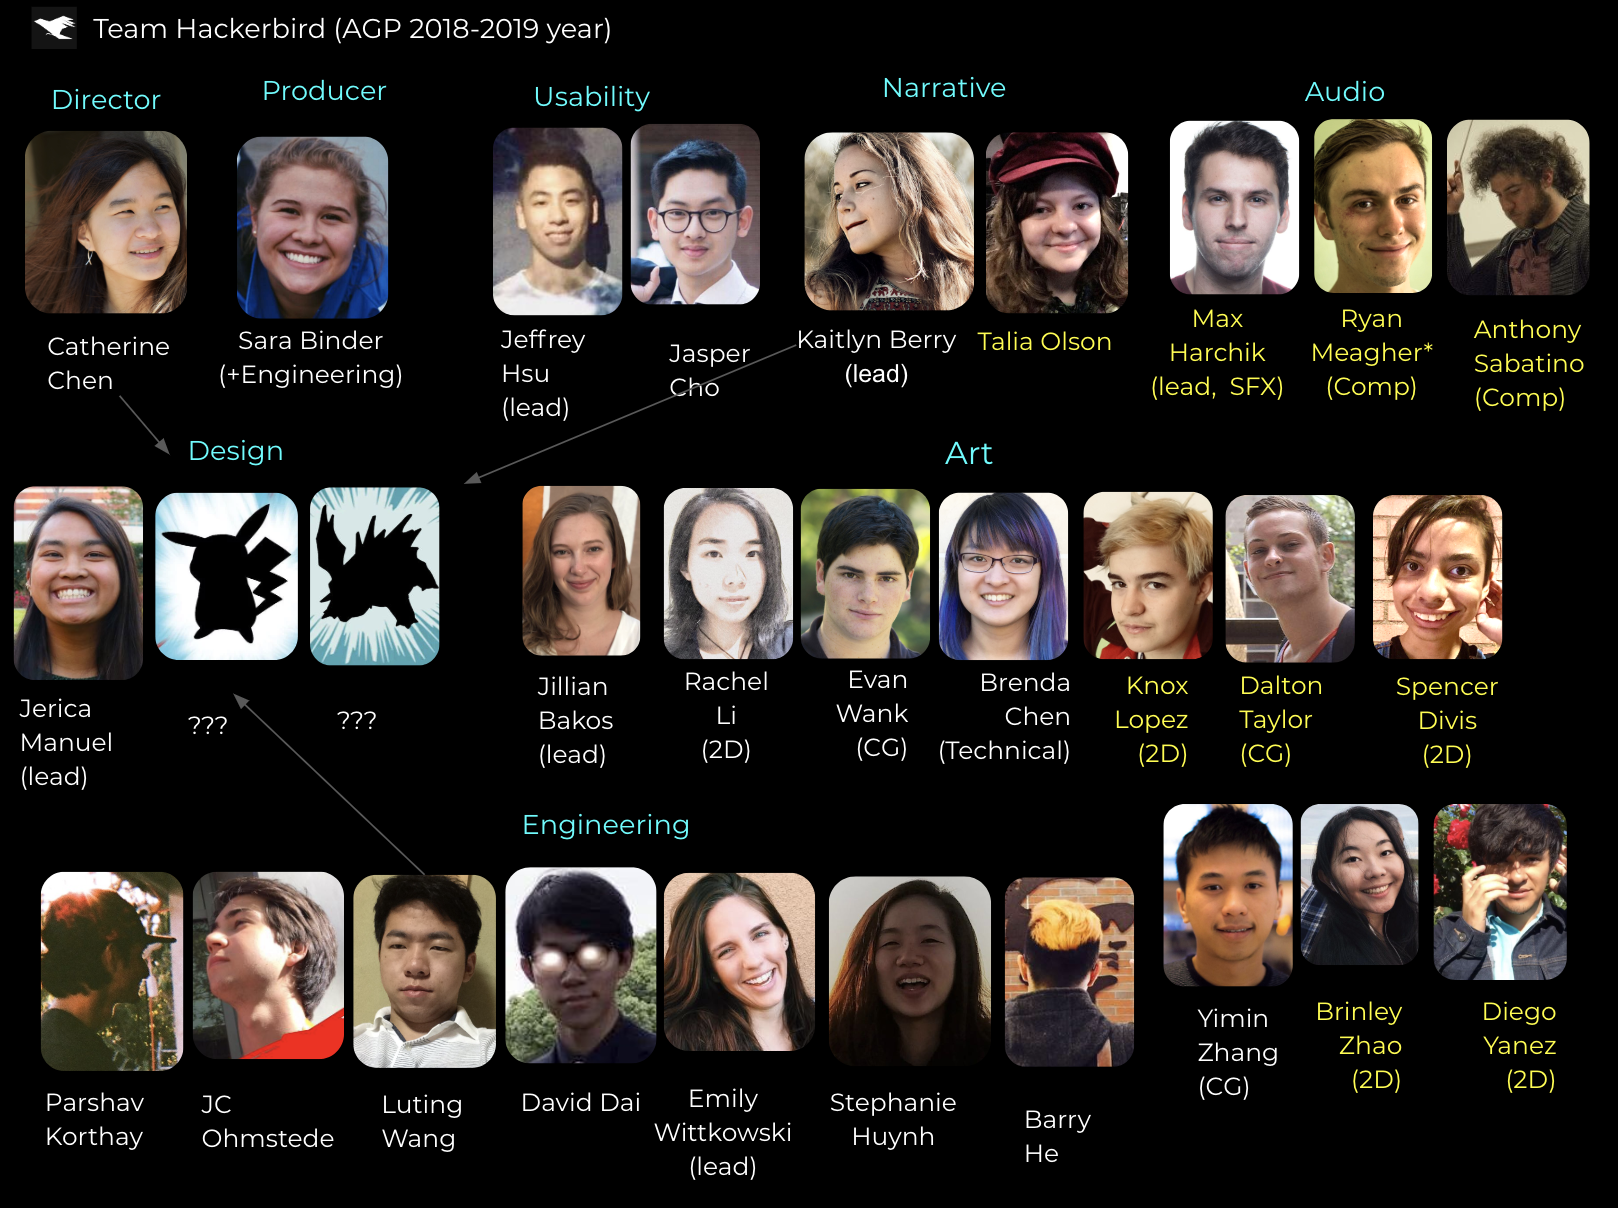 Team Hackerbird (AGP 2018-2019 year)
Director
Producer
Usability
Narrative
Audio
Catherine
Chen
Sara Binder
(+Engineering)
Jeffrey
Hsu
(lead)
Jasper
Cho
Kaitlyn Berry
(lead)
Talia Olson
Max
Harchik
(lead, SFX)
Ryan
Meagher*
(Comp)
Anthony
Sabatino
(Comp)
Design
Art
Jerica
Manuel
(lead)
???
???
Jillian
Bakos
(lead)
Rachel
Li
(2D)
Evan
Wank
(CG)
Brenda
Chen
(Technical)
Knox
Lopez
(2D)
Dalton
Taylor
(CG)
Spencer
Divis
(2D)
Engineering
Parshav
Korthay
JC
Ohmstede
Luting
Wang
David Dai
Emily
Wittkowski
(lead)
Stephanie
Huynh
Barry
He
Yimin
Zhang
(CG)
Brinley
Zhao
(2D)
Diego
Yanez
(2D)